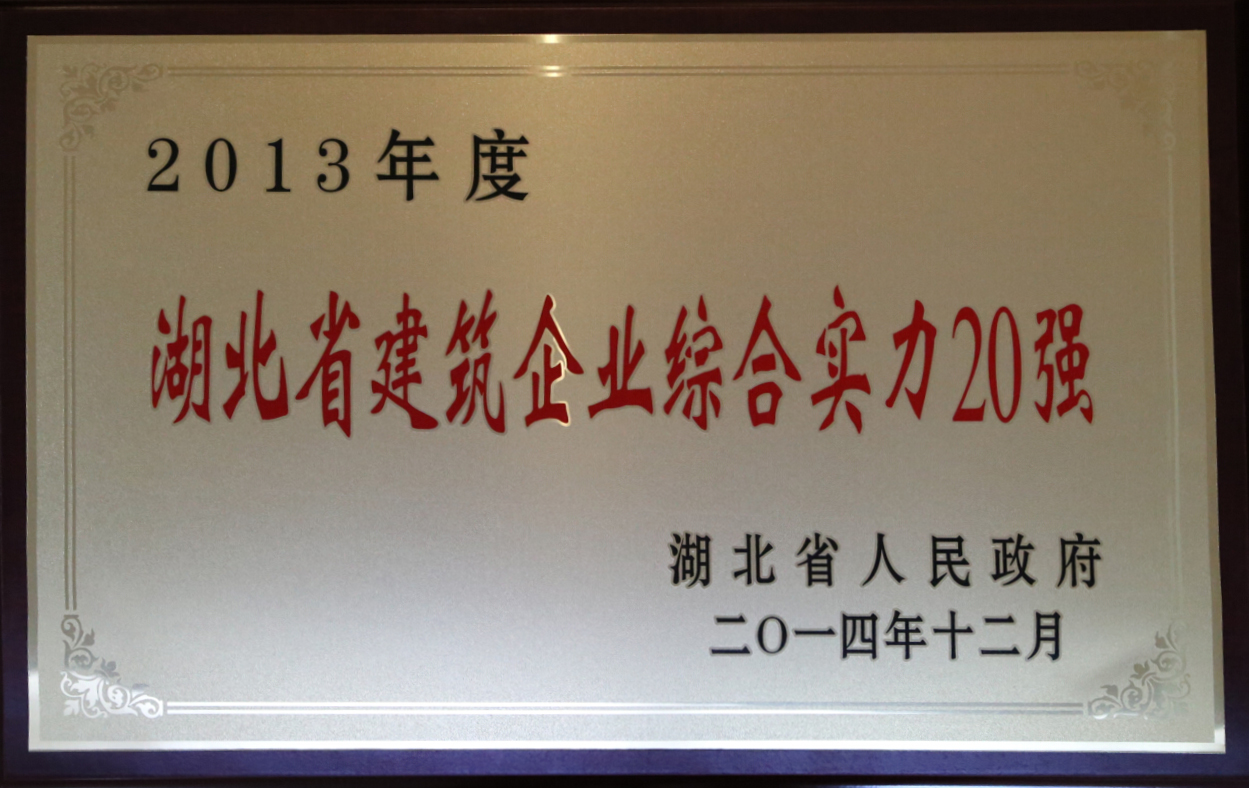 2013年度
湖北省建筑企业综合实力20强
湖北省人民政府
二〇一四年十二月